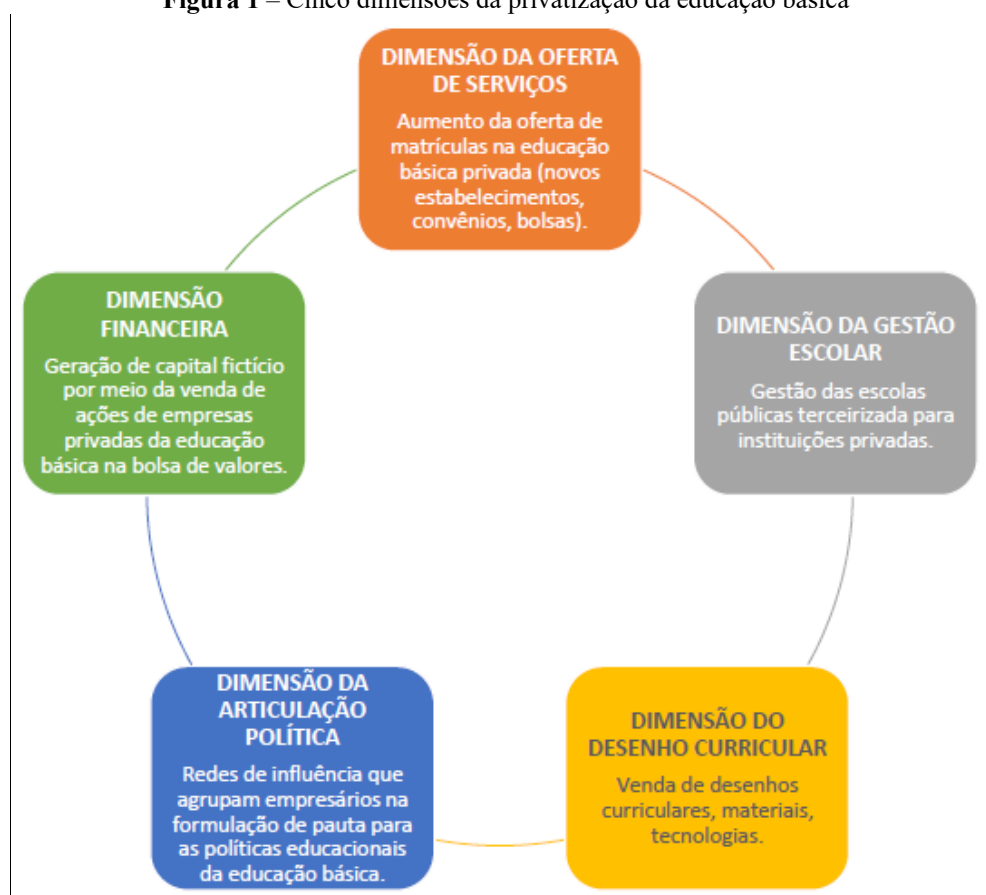 Figura 1 – Cinco dimensões da privatização da educação básica
DIMENSÃO DA OFERTA
DE SERVIÇOS
Aumento da oferta de
matrículas na educação
básica privada (novos
estabelecimentos,
convênios, bolsas).
DIMENSÃO DA GESTÃO
ESCOLAR
Gestão das escolas
públicas terceirizada para
instituições privadas.
DIMENSÃO DO
DESENHO CURRICULAR
Venda de desenhos
curriculares, materiais,
tecnologias.
DIMENSÃO DA
ARTICULAÇÃO
POLÍTICA
Redes de influência que
agrupam empresários na
formulação de pauta para
as políticas educacionais
da educação básica.
DIMENSÃO
FINANCEIRA
Geração de capital fictício
por meio da venda de
ações de empresas
privadas da educação
básica na bolsa de valores.